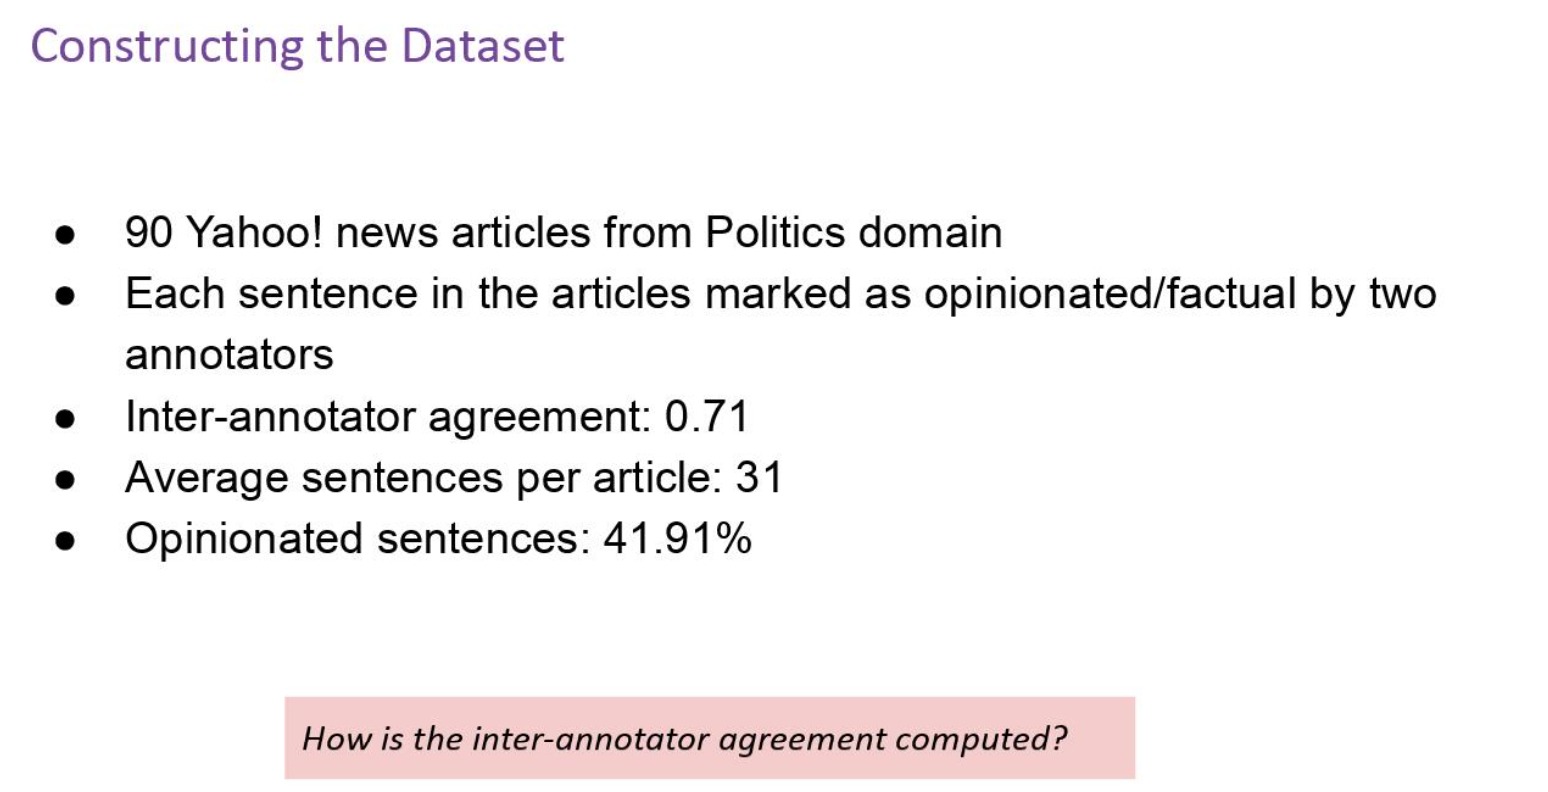 Constructing the Dataset
● 90 Yahoo! news articles from Politics domain
● Each sentence in the articles marked as opinionated/factual by two
annotators
● Inter-annotator agreement: 0.71
● Average sentences per article: 31
● Opinionated sentences: 41.91%
How is the inter-annotator agreement computed?